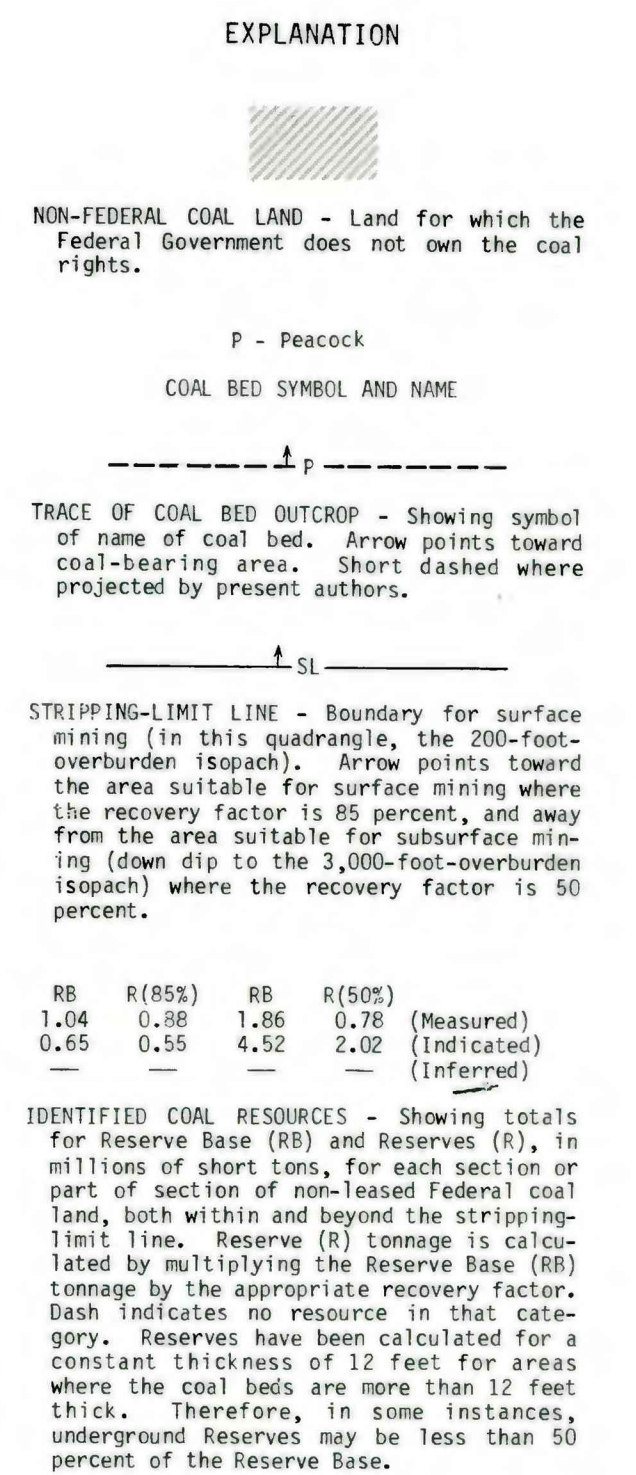 EXPLANATION
NON-FEDERAL COAL LAND - Land for which the
Federal Government does not own the coal
rights.
P - Peacock
COAL BED SYMBOL AND NAME
P
TRACE OF COAL BED OUTCROP - Showing symbol
of name of coal bed. Arrow points toward
coal-bearing area. Short dashed where
projected by present authors.
SL
STRIPPING-LIMIT LINE - Boundary for surface
mining (in this quadrangle, the 200-foot-
overburden isopach). Arrow points toward
the area suitable for surface mining where
the recovery factor is 85 percent, and away
from the area suitable for subsurface min-
ing (down dip to the 3,000-foot-overburden
isopach) where the recovery factor is 50
percent.
RB R(85%) RB R(50%)
1.04 0.88 1.86 0.78 (Measured)
0.65 0.55 4.52 2.02 (Indicated)
— — — — (Inferred)
IDENTIFIED COAL RESOURCES - Showing totals
for Reserve Base (RB) and Reserves (R), in
millions of short tons, for each section or
part of section of non-leased Federal coal
land, both within and beyond the stripping-
limit line. Reserve (R) tonnage is calcu-
lated by multiplying the Reserve Base (RB)
tonnage by the appropriate recovery factor.
Dash indicates no resource in that cate-
gory. Reserves have been calculated for a
constant thickness of 12 feet for areas
where the coal beds are more than 12 feet
thick. Therefore, in some instances,
underground Reserves may be less than 50
percent of the Reserve Base.